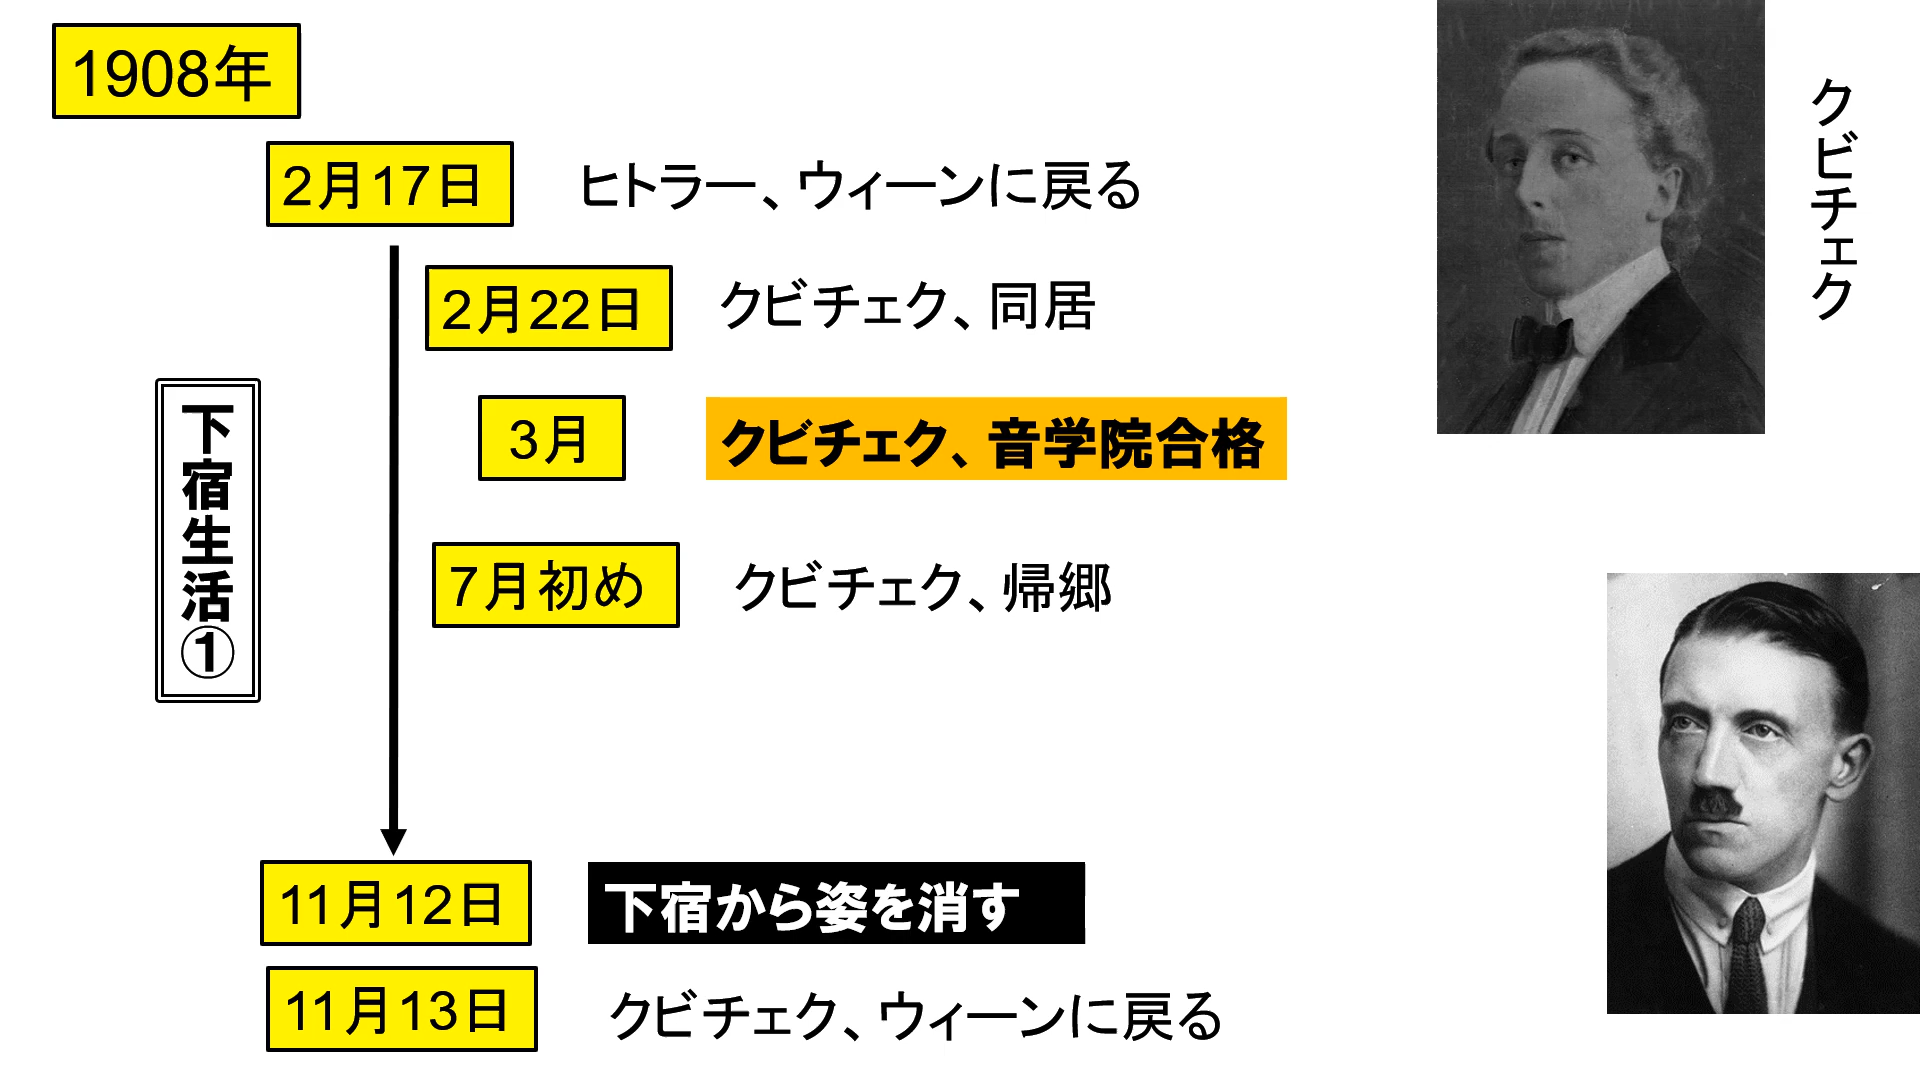 1908年
2月17日
ヒトラー、ウィーンに戻る
2月22日
クビチェク、同居
3月
クビチェク、音学院合格
7月初め
クビチェク、帰郷
下宿生活①
11月12日
下宿から姿を消す
11月13日
クビチェク、ウィーンに戻る
クビチェク